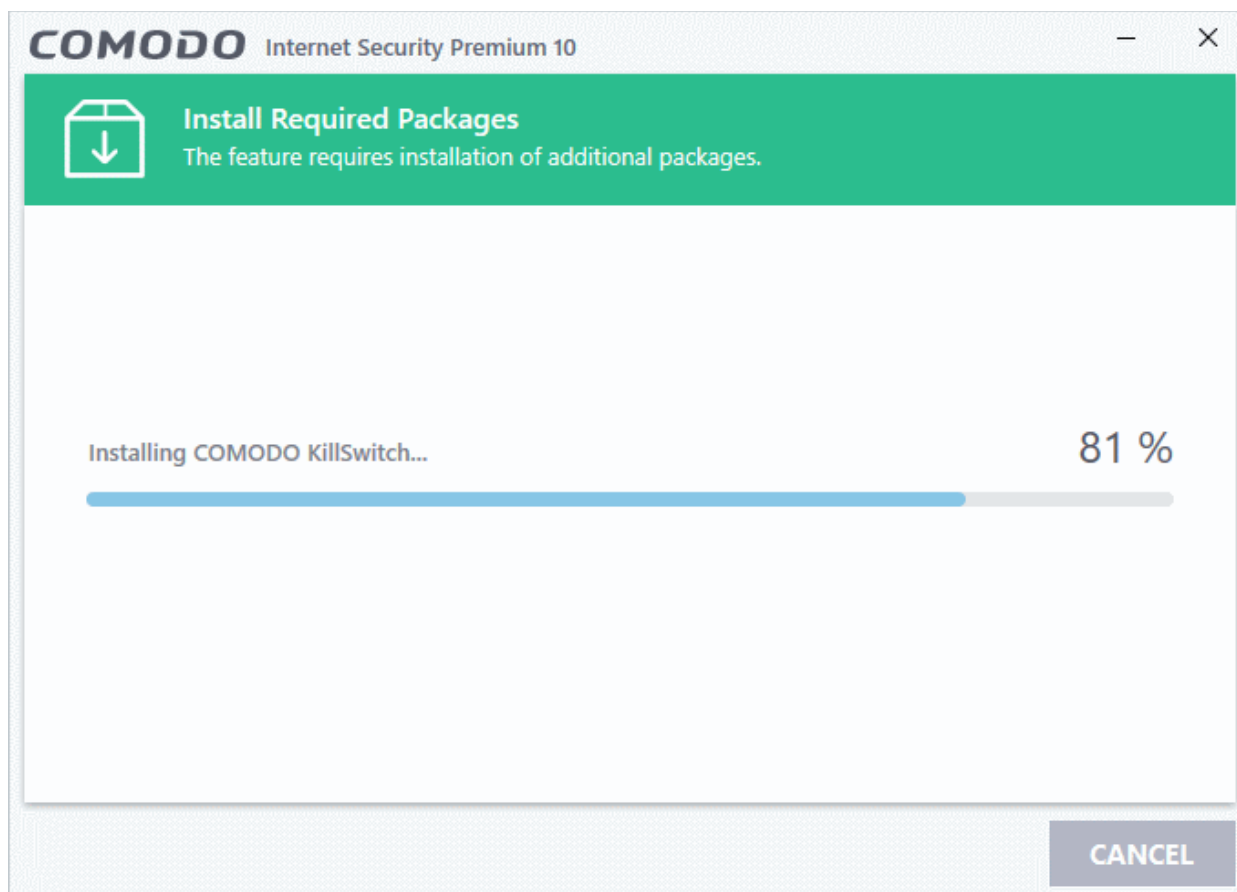 COMODO Internet Security Premium 10
Install Required Packages
The feature requires installation of additional packages.
Installing COMODO KillSwitch...
81 %
CANCEL